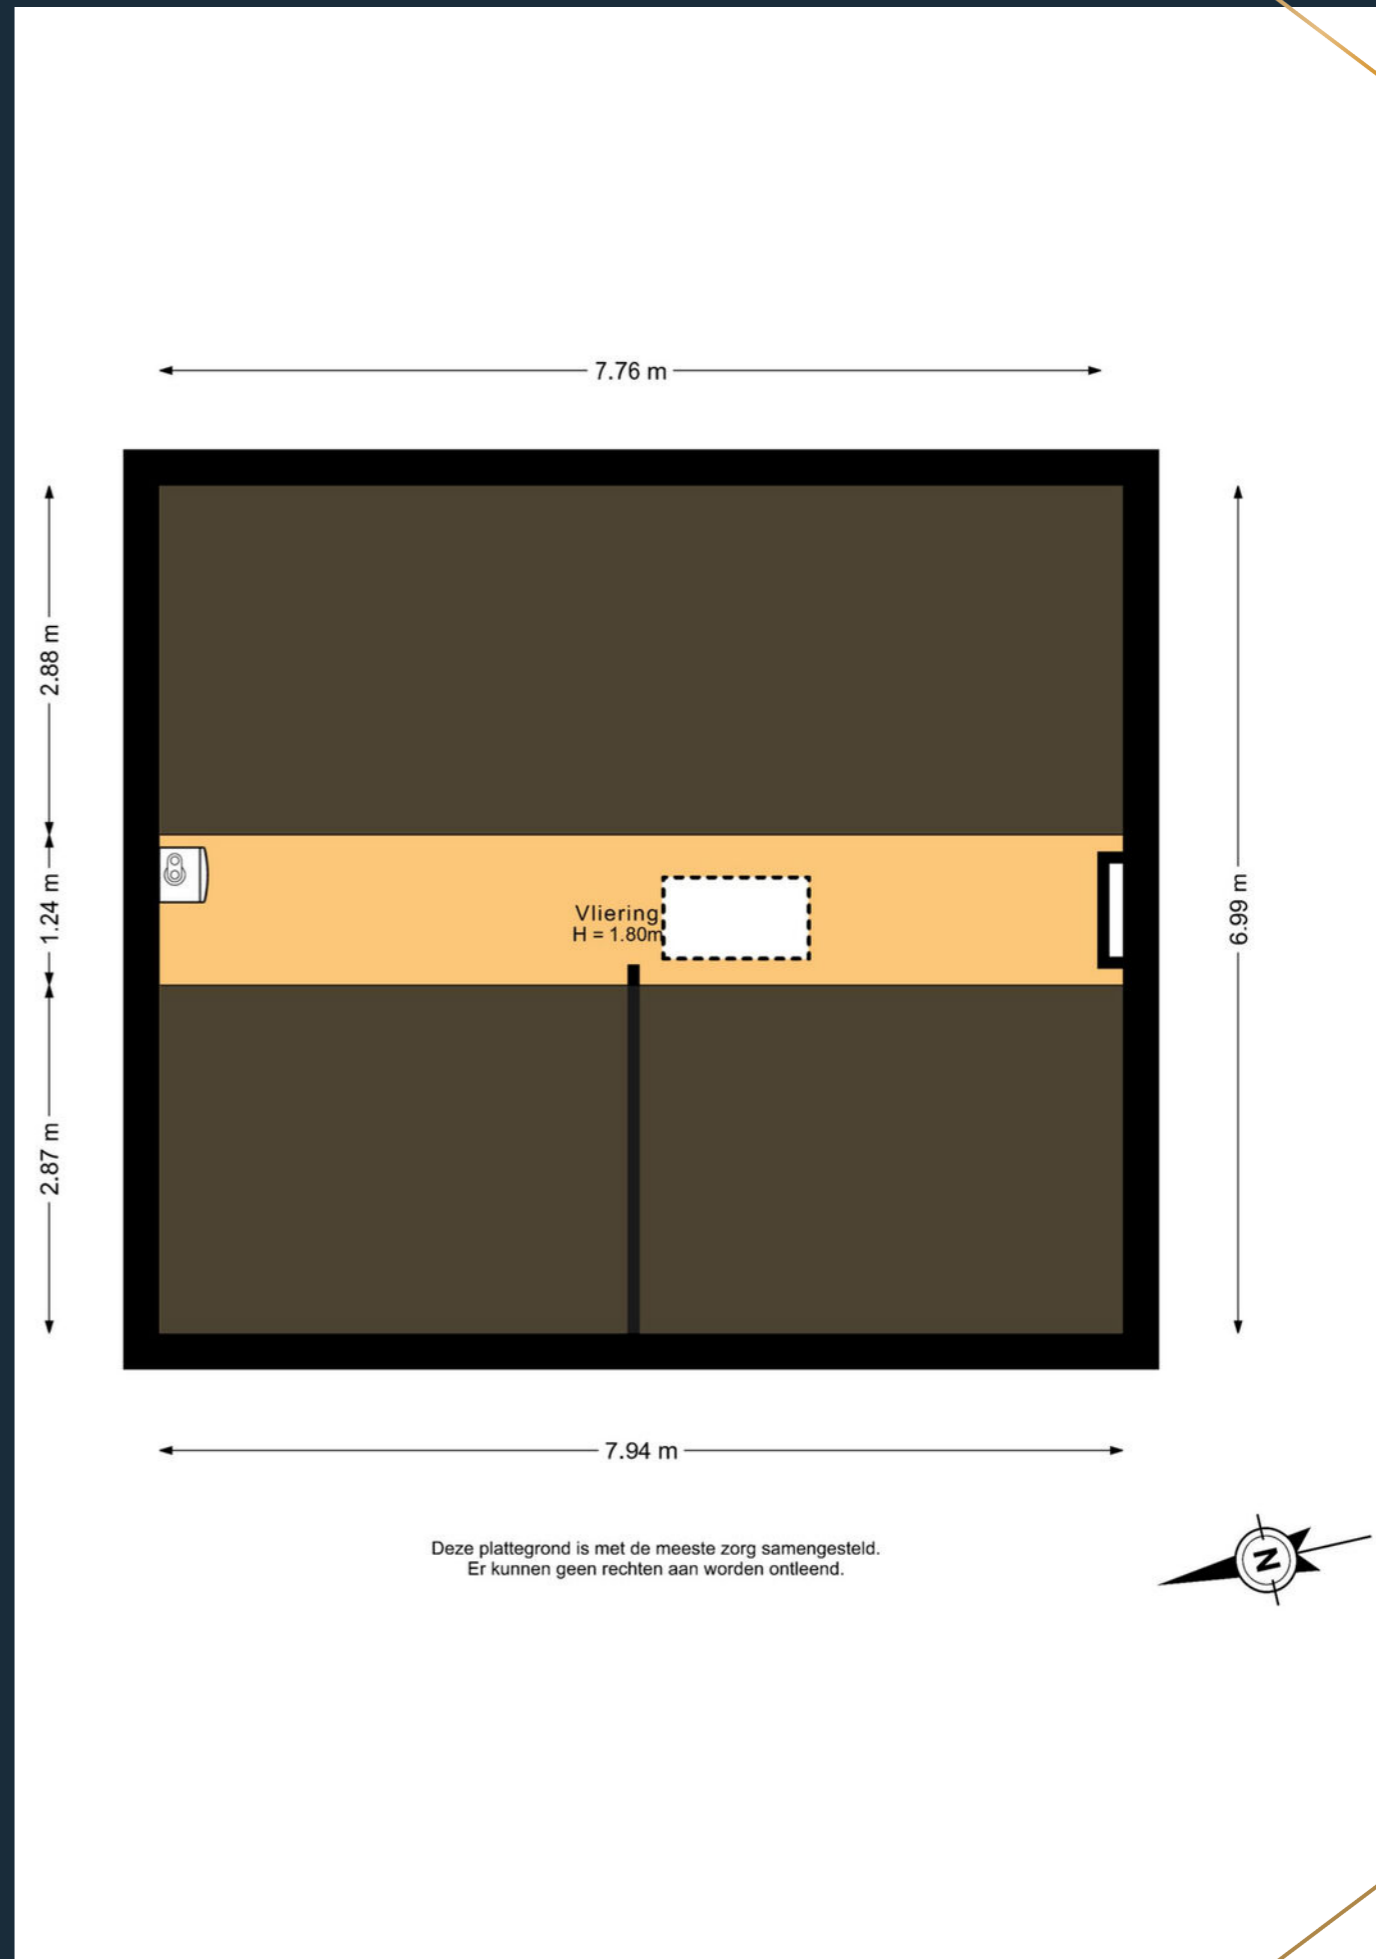 7.76 m
2.88 m
1.24 m
2.87 m
6.99 m
Vliering
H = 1.80m
7.94 m
Deze plattegrond is met de meeste zorg samengesteld.
Er kunnen geen rechten aan worden ontleend.
N